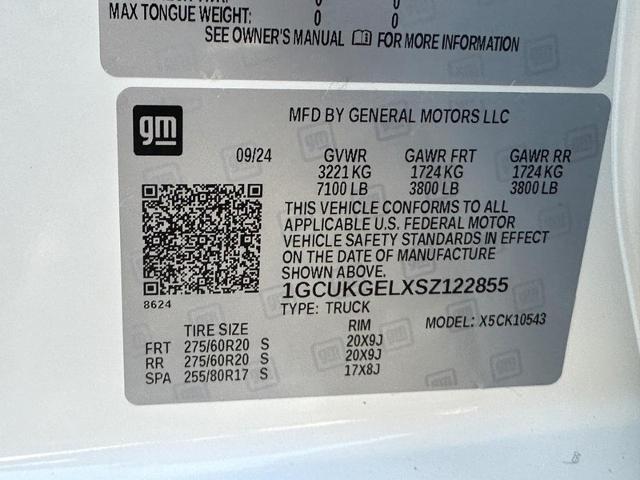 MAX TONGUE WEIGHT: 0 0
SEE OWNER'S MANUAL FOR MORE INFORMATION
gm
MFD BY GENERAL MOTORS LLC
09/24 GVWR GAWR FRT GAWR RR
3221 KG 1724 KG 1724 KG
7100 LB 3800 LB 3800 LB
THIS VEHICLE CONFORMS TO ALL
APPLICABLE U.S. FEDERAL MOTOR
VEHICLE SAFETY STANDARDS IN EFFECT
ON THE DATE OF MANUFACTURE
SHOWN ABOVE.
1GCUKGELXSZ122855
8624
TYPE: TRUCK
MODEL: X5CK10543
TIRE SIZE RIM
FRT 275/60R20 S 20X9J
RR 275/60R20 S 20X9J
SPA 255/80R17 S 17X8J